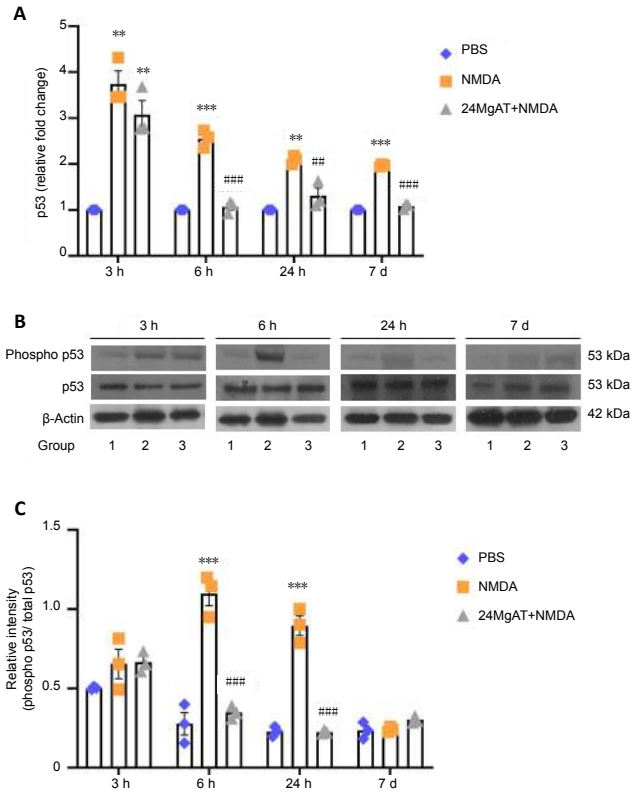 A
5
4
3
2
1
0
p53 (relative fold change)
** ** *** ### ** ## *** ###
3 h 6 h 24 h 7 d
PBS
NMDA
24MgAT+NMDA
B
3 h 6 h 24 h 7 d
Phospho p53 53 kDa
p53 53 kDa
β-Actin 42 kDa
Group 1 2 3 1 2 3 1 2 3 1 2 3
C
1.5
1.0
0.5
0.0
Relative intensity
(phospho p53/ total p53)
*** ### *** ###
3 h 6 h 24 h 7 d
PBS
NMDA
24MgAT+NMDA